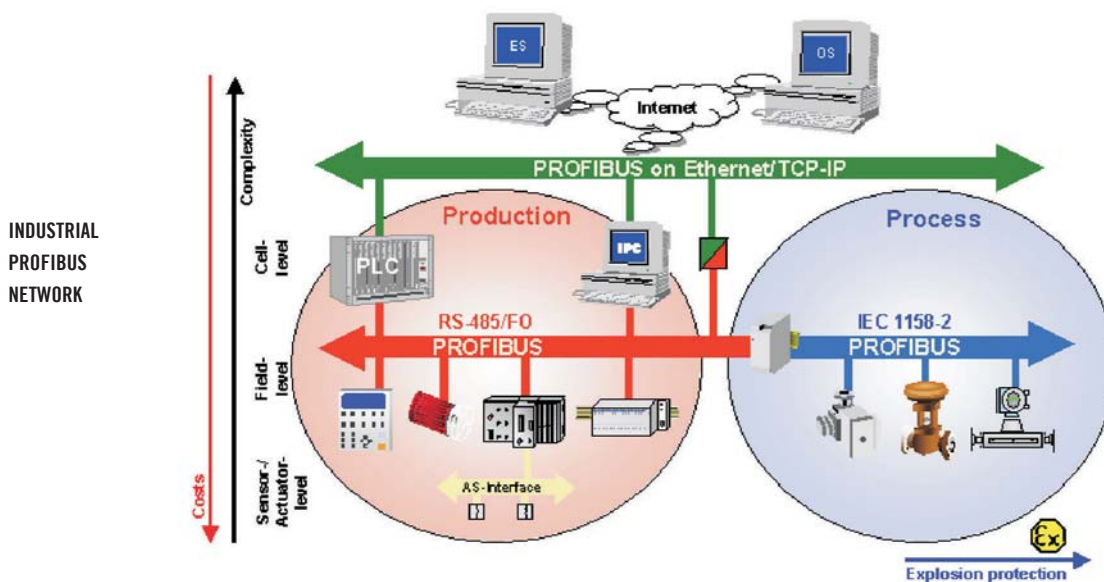 INDUSTRIAL
PROFIBUS
NETWORK
Costs
Complexity
Cell-
level
Field-
level
Sensor-/
Actuator-
level
ES
OS
Internet
PROFIBUS on Ethernet/TCP-IP
Production
Process
PLC
IPC
RS-485/FO
PROFIBUS
IEC 1158-2
PROFIBUS
AS-Interface
Ex
Explosion protection